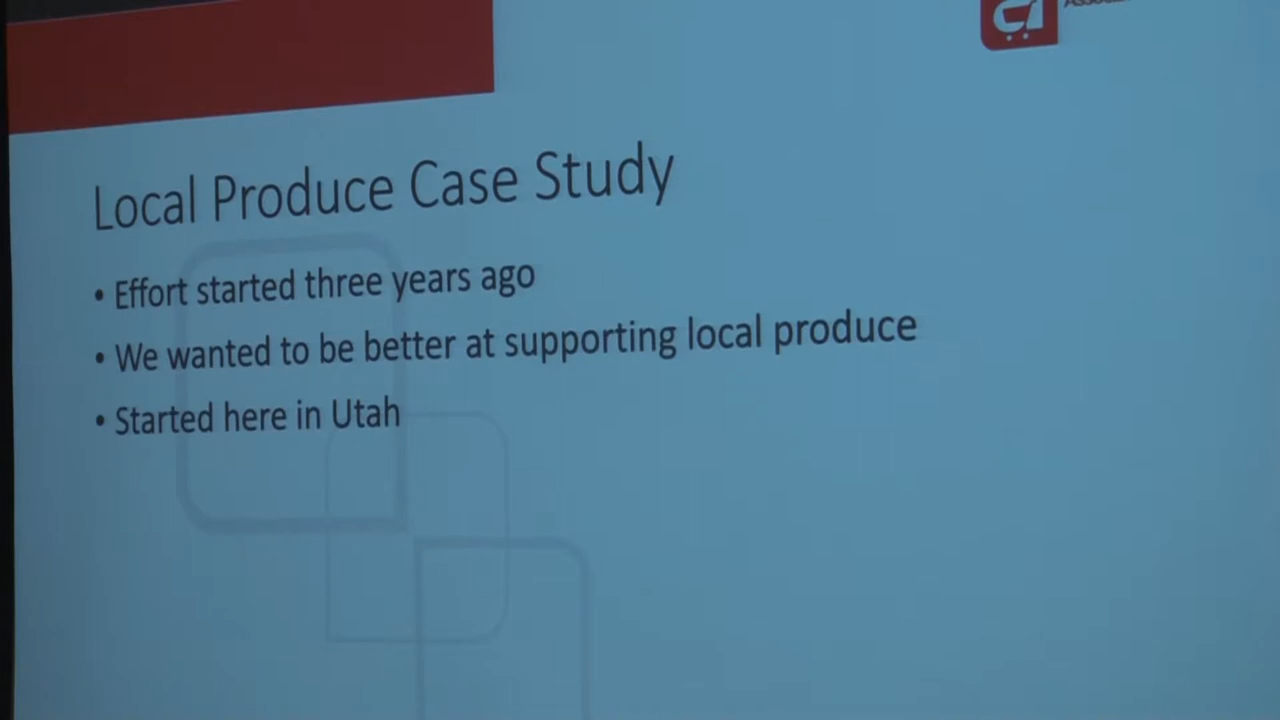 Local Produce Case Study
• Effort started three years ago
• We wanted to be better at supporting local produce
• Started here in Utah